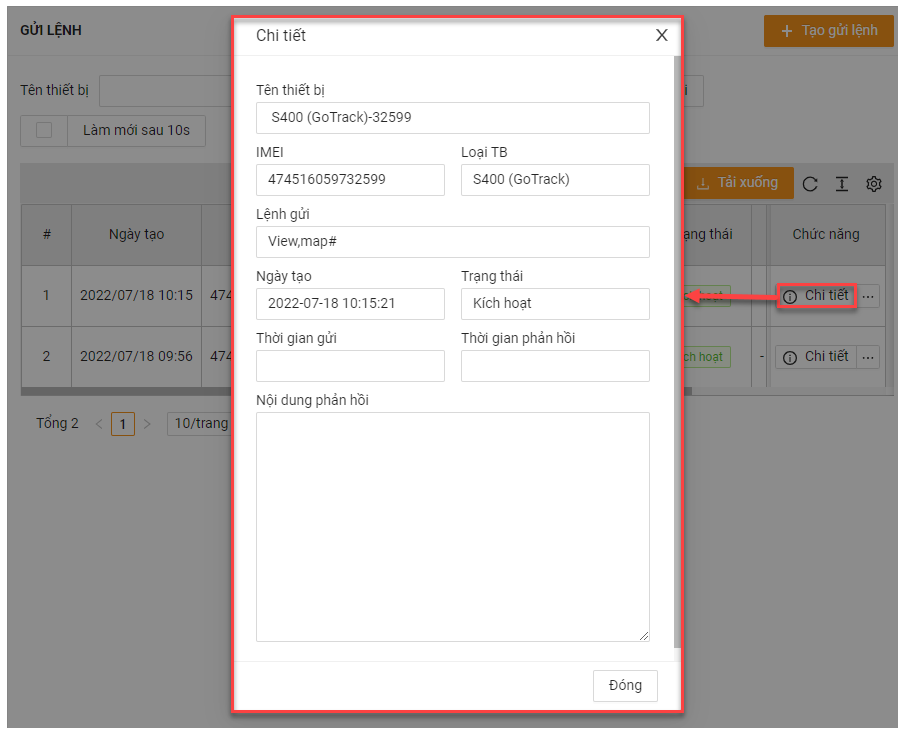 GỬI LỆNH
Tạo gửi lệnh
Tên thiết bị
Làm mới sau 10s
Tải xuống
# Ngày tạo ạng thái Chức năng
1 2022/07/18 10:15 474 ch hoạt Chi tiết ...
2 2022/07/18 09:56 474 ch hoạt - Chi tiết ...
Tổng 2 < 1 > 10/trang
Chi tiết X
Tên thiết bị
S400 (GoTrack)-32599
IMEI Loại TB
474516059732599 S400 (GoTrack)
Lệnh gửi
View,map#
Ngày tạo Trạng thái
2022-07-18 10:15:21 Kích hoạt
Thời gian gửi Thời gian phản hồi
Nội dung phản hồi
Đóng